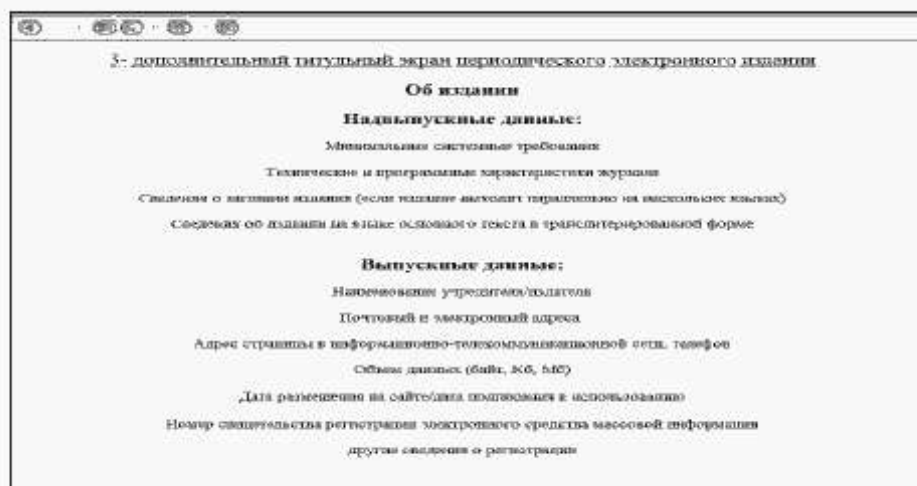 3- дополнительный титульный экран периодического электронного издании
Об издании
Надвыпускные данные:
Минимальные системные требования
Технические и программные характеристики журнала
Сведения о заглавии издания (если издание выходит параллельно на нескольких языках)
Сведения об издании на языке основного текста в транслитерированной форме
Выпускные данные:
Наименование учредителя/издателя
Почтовый и электронный адреса
Адрес страницы в информационно-телекоммуникационной сети, телефон
Объем данных (байт, Кб, Мб)
Дата размещения на сайте/дата подписания к использованию
Номер свидетельства регистрации электронного средства массовой информации
другие сведения о регистрации